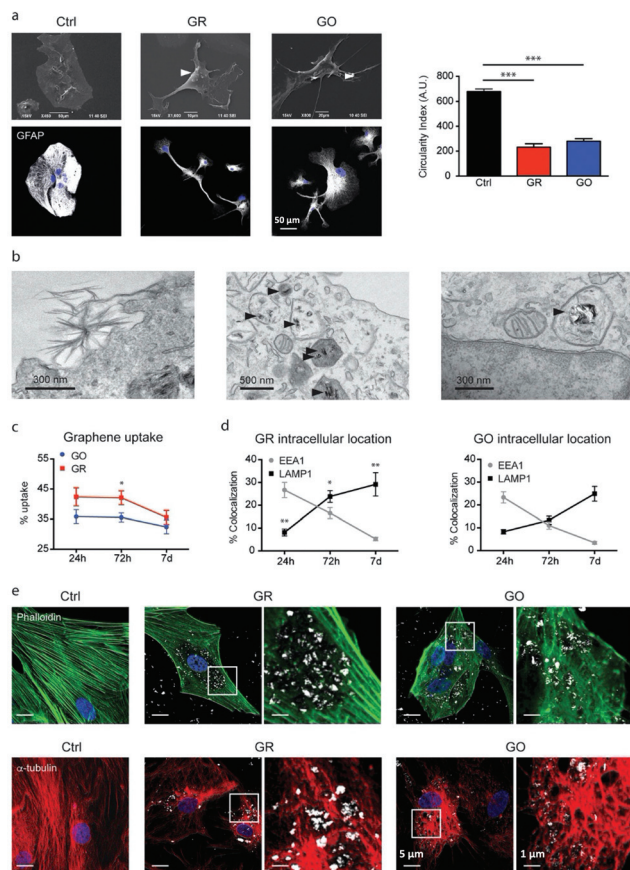 a
Ctrl
GR
GO
GFAP
50 µm
Circularity Index (A.U.)
800
600
400
200
0
***
***
Ctrl
GR
GO
b
300 nm
500 nm
300 nm
c
Graphene uptake
GO
GR
% uptake
45
35
25
*
24h
72h
7d
d
GR intracellular location
EEA1
LAMP1
% Colocalization
40
30
20
10
0
**
*
**
24h
72h
7d
GO intracellular location
EEA1
LAMP1
% Colocalization
40
30
20
10
0
24h
72h
7d
e
Ctrl
GR
GO
Phalloidin
Ctrl
GR
GO
α-tubulin
5 µm
1 µm